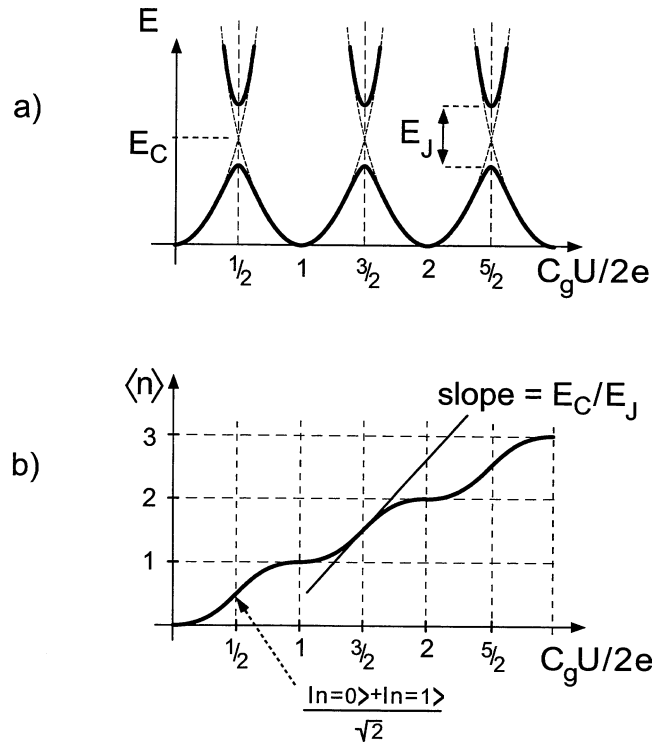 a)
E
E_C
E_J
1/2 1 3/2 2 5/2 C_gU/2e
b)
⟨n⟩
slope = E_C/E_J
3
2
1
1/2 1 3/2 2 5/2 C_gU/2e
|n=0>+|n=1>
√2